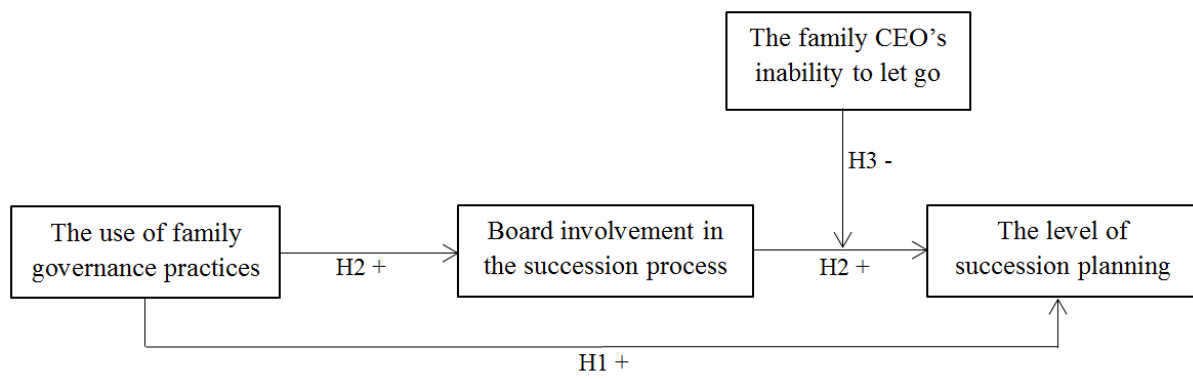 The family CEO’s
inability to let go
H3 -
The use of family
governance practices
H2 +
Board involvement in
the succession process
H2 +
The level of
succession planning
H1 +